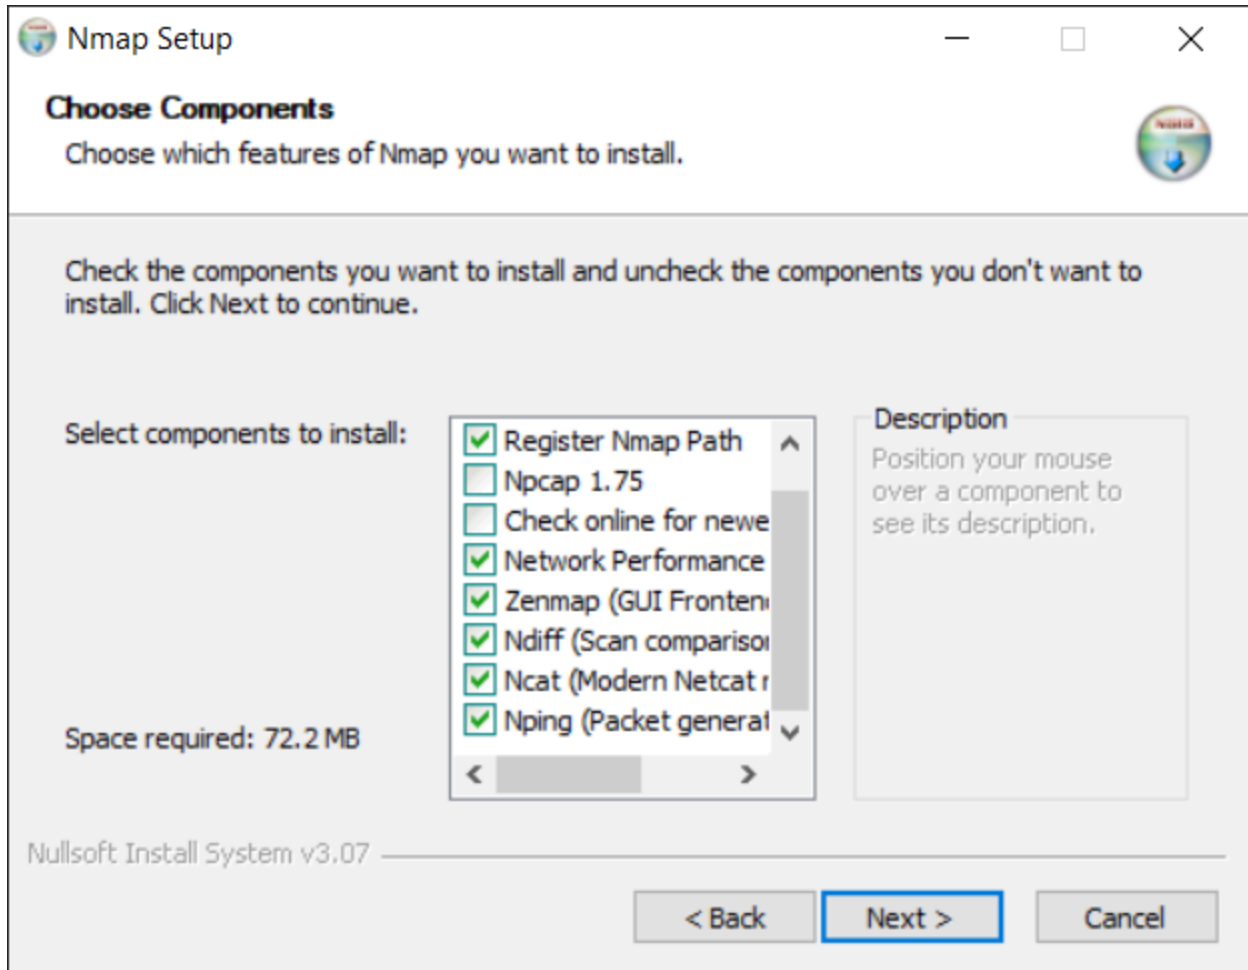 Nmap Setup
Choose Components
Choose which features of Nmap you want to install.
Check the components you want to install and uncheck the components you don't want to
install. Click Next to continue.
Select components to install:
Register Nmap Path
Npcap 1.75
Check online for newe
Network Performance
Zenmap (GUI Fronten
Ndiff (Scan compariso
Ncat (Modern Netcat r
Nping (Packet generat
Description
Position your mouse
over a component to
see its description.
Space required: 72.2 MB
Nullsoft Install System v3.07
< Back
Next >
Cancel